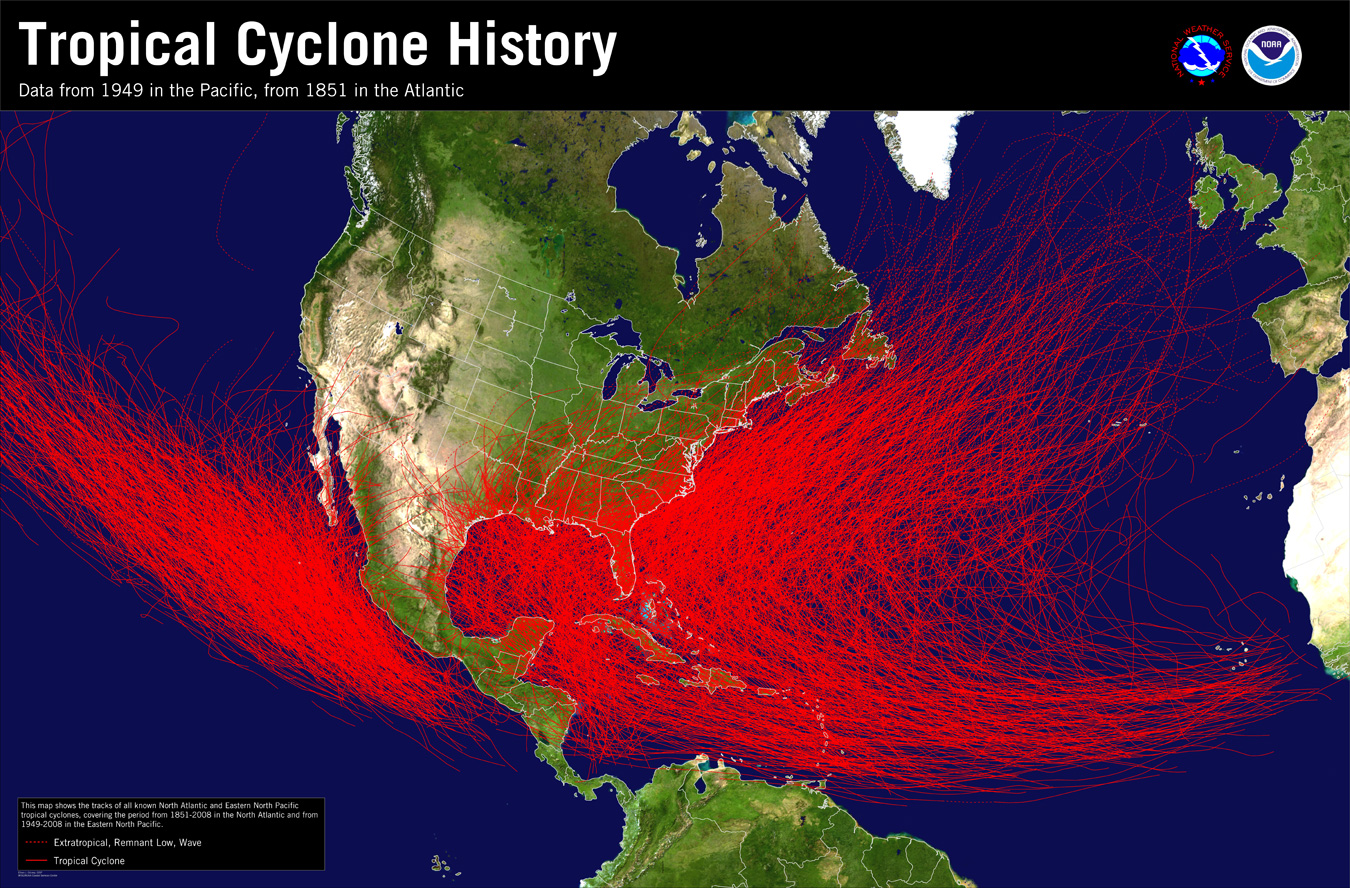 Tropical Cyclone History
Data from 1949 in the Pacific, from 1851 in the Atlantic
NATIONAL WEATHER SERVICE
NOAA
This map shows the tracks of all known North Atlantic and Eastern North Pacific
tropical cyclones, covering the period from 1851-2008 in the North Atlantic and from
1949-2008 in the Eastern North Pacific.
Extratropical, Remnant Low, Wave
Tropical Cyclone